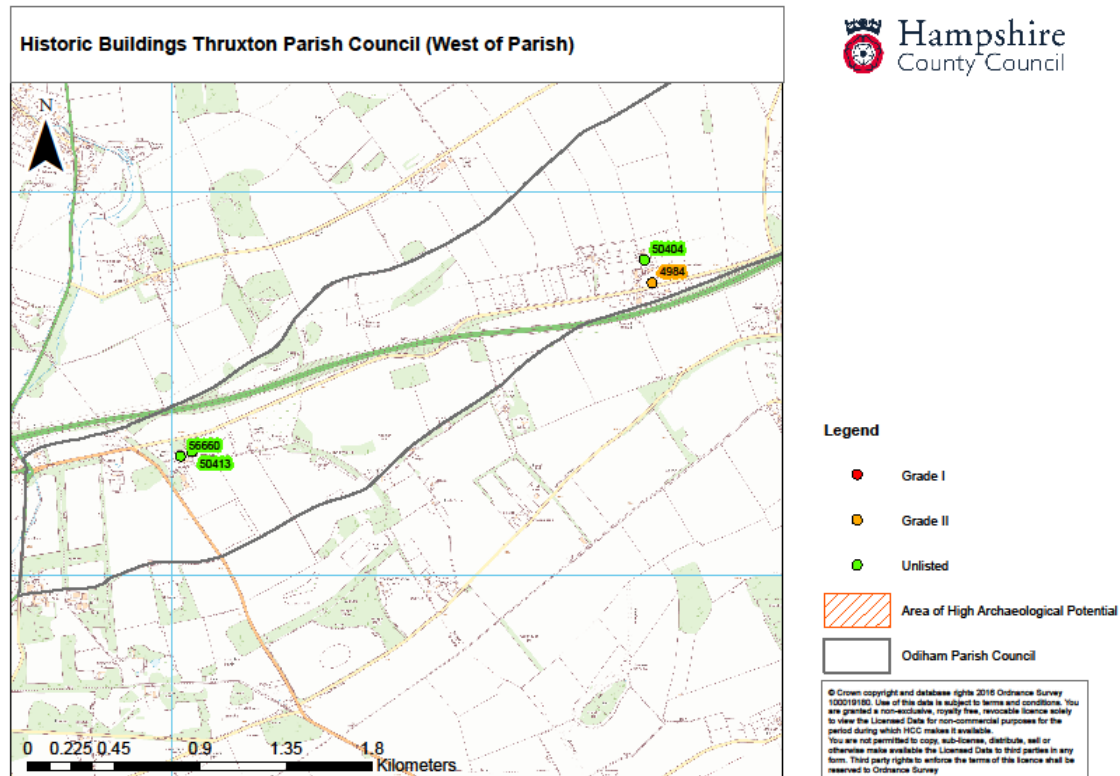 Historic Buildings Thruxton Parish Council (West of Parish)
Hampshire
County Council
N
50404
4984
56660
50413
0 0.225 0.45 0.9 1.35 1.8
Kilometers
Legend
Grade I
Grade II
Unlisted
Area of High Archaeological Potential
Odiham Parish Council
© Crown copyright and database rights 2016 Ordnance Survey
100019180. Use of this data is subject to terms and conditions. You
are granted a non-exclusive, royalty free, revocable licence solely
to view the Licensed Data for non-commercial purposes for the
period during which HCC makes it available.
You are not permitted to copy, sub-license, distribute, sell or
otherwise make available the Licensed Data to third parties in any
form. Third party rights to enforce the terms of this licence shall be
reserved to Ordnance Survey